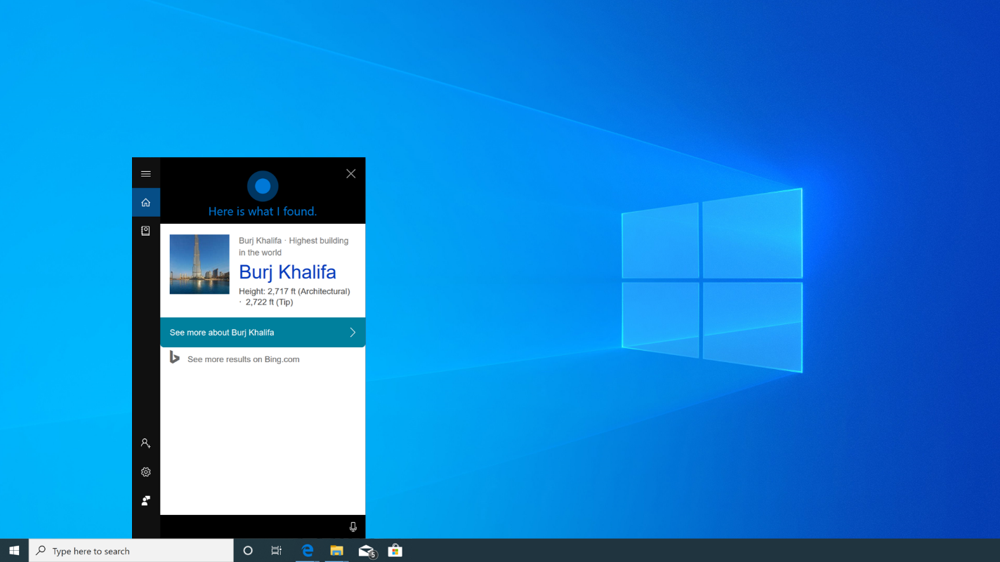 Here is what I found.
Burj Khalifa · Highest building
in the world
Burj Khalifa
Height: 2,717 ft (Architectural)
· 2,722 ft (Tip)
See more about Burj Khalifa
See more results on Bing.com
Type here to search
5